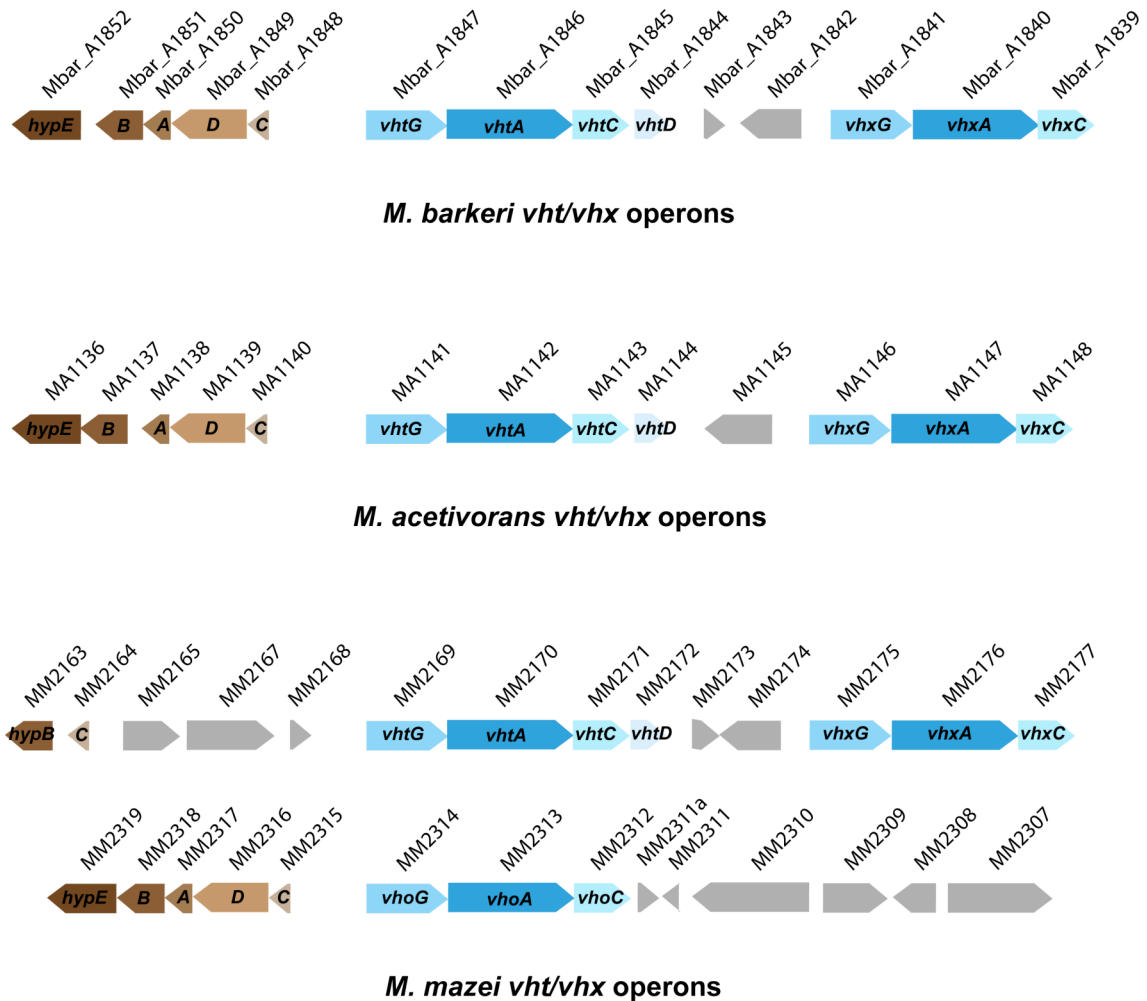 Mbar_A1852 Mbar_A1851 Mbar_A1850 Mbar_A1849 Mbar_A1848 Mbar_A1847 Mbar_A1846 Mbar_A1845 Mbar_A1844 Mbar_A1843 Mbar_A1842 Mbar_A1841 Mbar_A1840 Mbar_A1839
hypE B A D C vhtG vhtA vhtC vhtD vhxG vhxA vhxC
M. barkeri vht/vhx operons
MA1136 MA1137 MA1138 MA1139 MA1140 MA1141 MA1142 MA1143 MA1144 MA1145 MA1146 MA1147 MA1148
hypE B A D C vhtG vhtA vhtC vhtD vhxG vhxA vhxC
M. acetivorans vht/vhx operons
MM2163 MM2164 MM2165 MM2167 MM2168 MM2169 MM2170 MM2171 MM2172 MM2173 MM2174 MM2175 MM2176 MM2177
hypB C vhtG vhtA vhtC vhtD vhxG vhxA vhxC
MM2319 MM2318 MM2317 MM2316 MM2315 MM2314 MM2313 MM2312 MM2311a MM2311 MM2310 MM2309 MM2308 MM2307
hypE B A D C vhoG vhoA vhoC
M. mazei vht/vhx operons